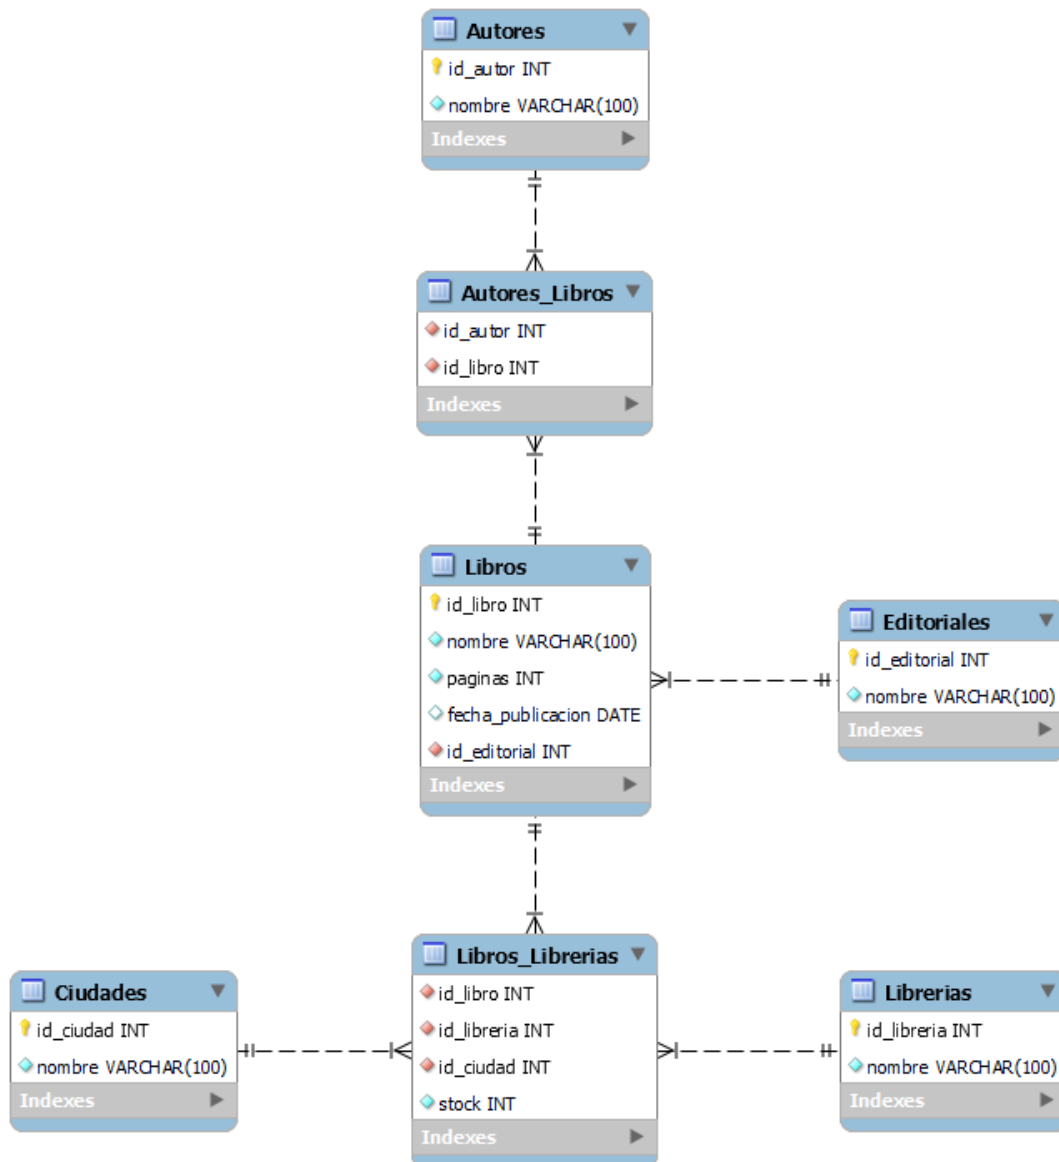 Autores
id_autor INT
nombre VARCHAR(100)
Indexes
Autores_Libros
id_autor INT
id_libro INT
Indexes
Libros
id_libro INT
nombre VARCHAR(100)
paginas INT
fecha_publicacion DATE
id_editorial INT
Indexes
Editoriales
id_editorial INT
nombre VARCHAR(100)
Indexes
Ciudades
id_ciudad INT
nombre VARCHAR(100)
Indexes
Libros_Librerias
id_libro INT
id_libreria INT
id_ciudad INT
stock INT
Indexes
Librerias
id_libreria INT
nombre VARCHAR(100)
Indexes